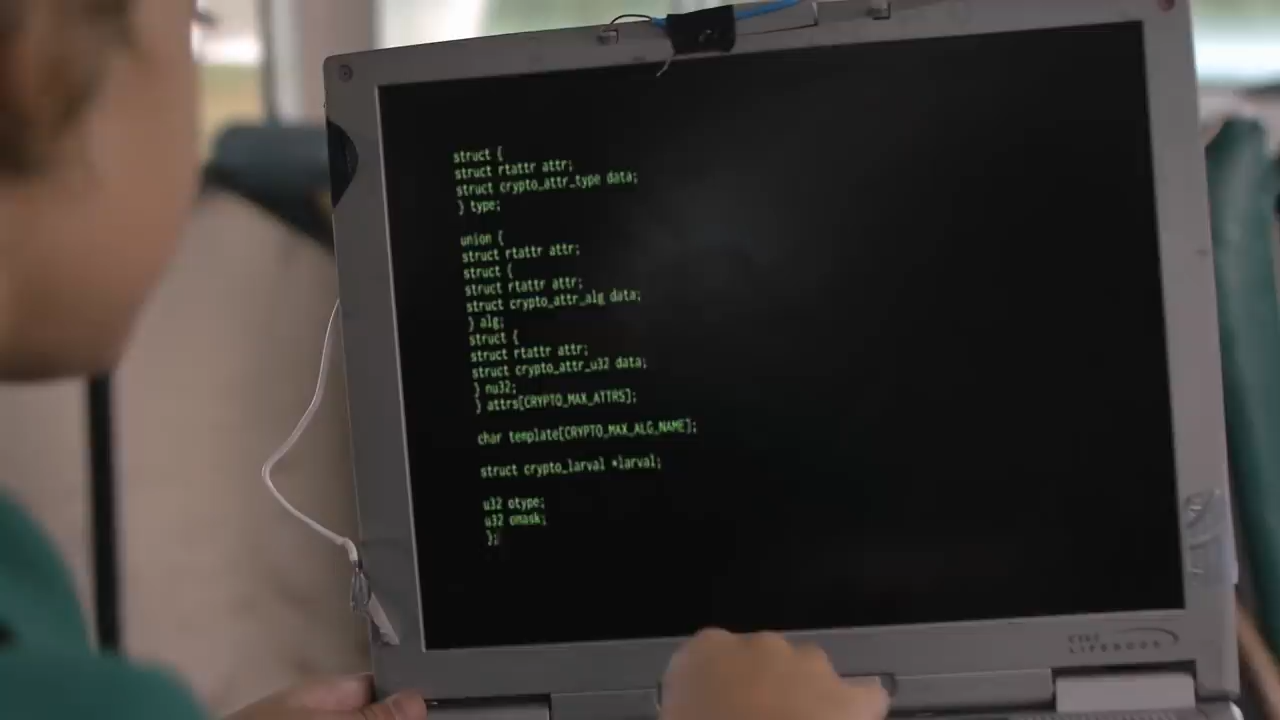 struct {
struct rtattr attr;
struct crypto_attr_type data;
} type;
union {
struct rtattr attr;
struct {
struct rtattr attr;
struct crypto_attr_alg data;
} alg;
struct {
struct rtattr attr;
struct crypto_attr_u32 data;
} nu32;
} attrs[CRYPTO_MAX_ATTRS];
char template[CRYPTO_MAX_ALG_NAME];
struct crypto_larval *larval;
u32 otype;
u32 omask;
};
LIFEBOOK